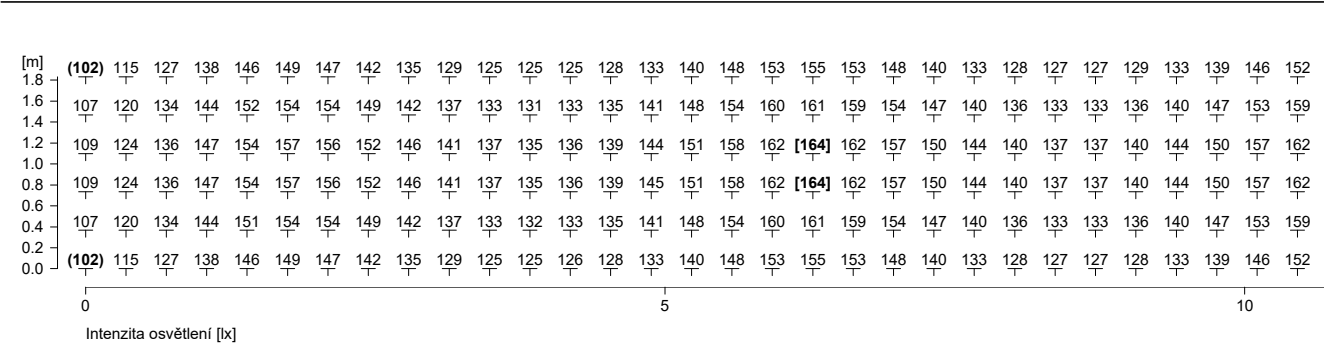 [m]
1.8 (102) 115 127 138 146 149 147 142 135 129 125 125 125 128 133 140 148 153 155 153 148 140 133 128 127 127 129 133 139 146 152
1.6 107 120 134 144 152 154 154 149 142 137 133 131 133 135 141 148 154 160 161 159 154 147 140 136 133 133 136 140 147 153 159
1.4
1.2 109 124 136 147 154 157 156 152 146 141 137 135 136 139 144 151 158 162 [164] 162 157 150 144 140 137 137 140 144 150 157 162
1.0
0.8 109 124 136 147 154 157 156 152 146 141 137 135 136 139 145 151 158 162 [164] 162 157 150 144 140 137 137 140 144 150 157 162
0.6
0.4 107 120 134 144 151 154 154 149 142 137 133 132 133 135 141 148 154 160 161 159 154 147 140 136 133 133 136 140 147 153 159
0.2
0.0 (102) 115 127 138 146 149 147 142 135 129 125 125 126 128 133 140 148 153 155 153 148 140 133 128 127 127 128 133 139 146 152
0 5 10
Intenzita osvětlení [lx]